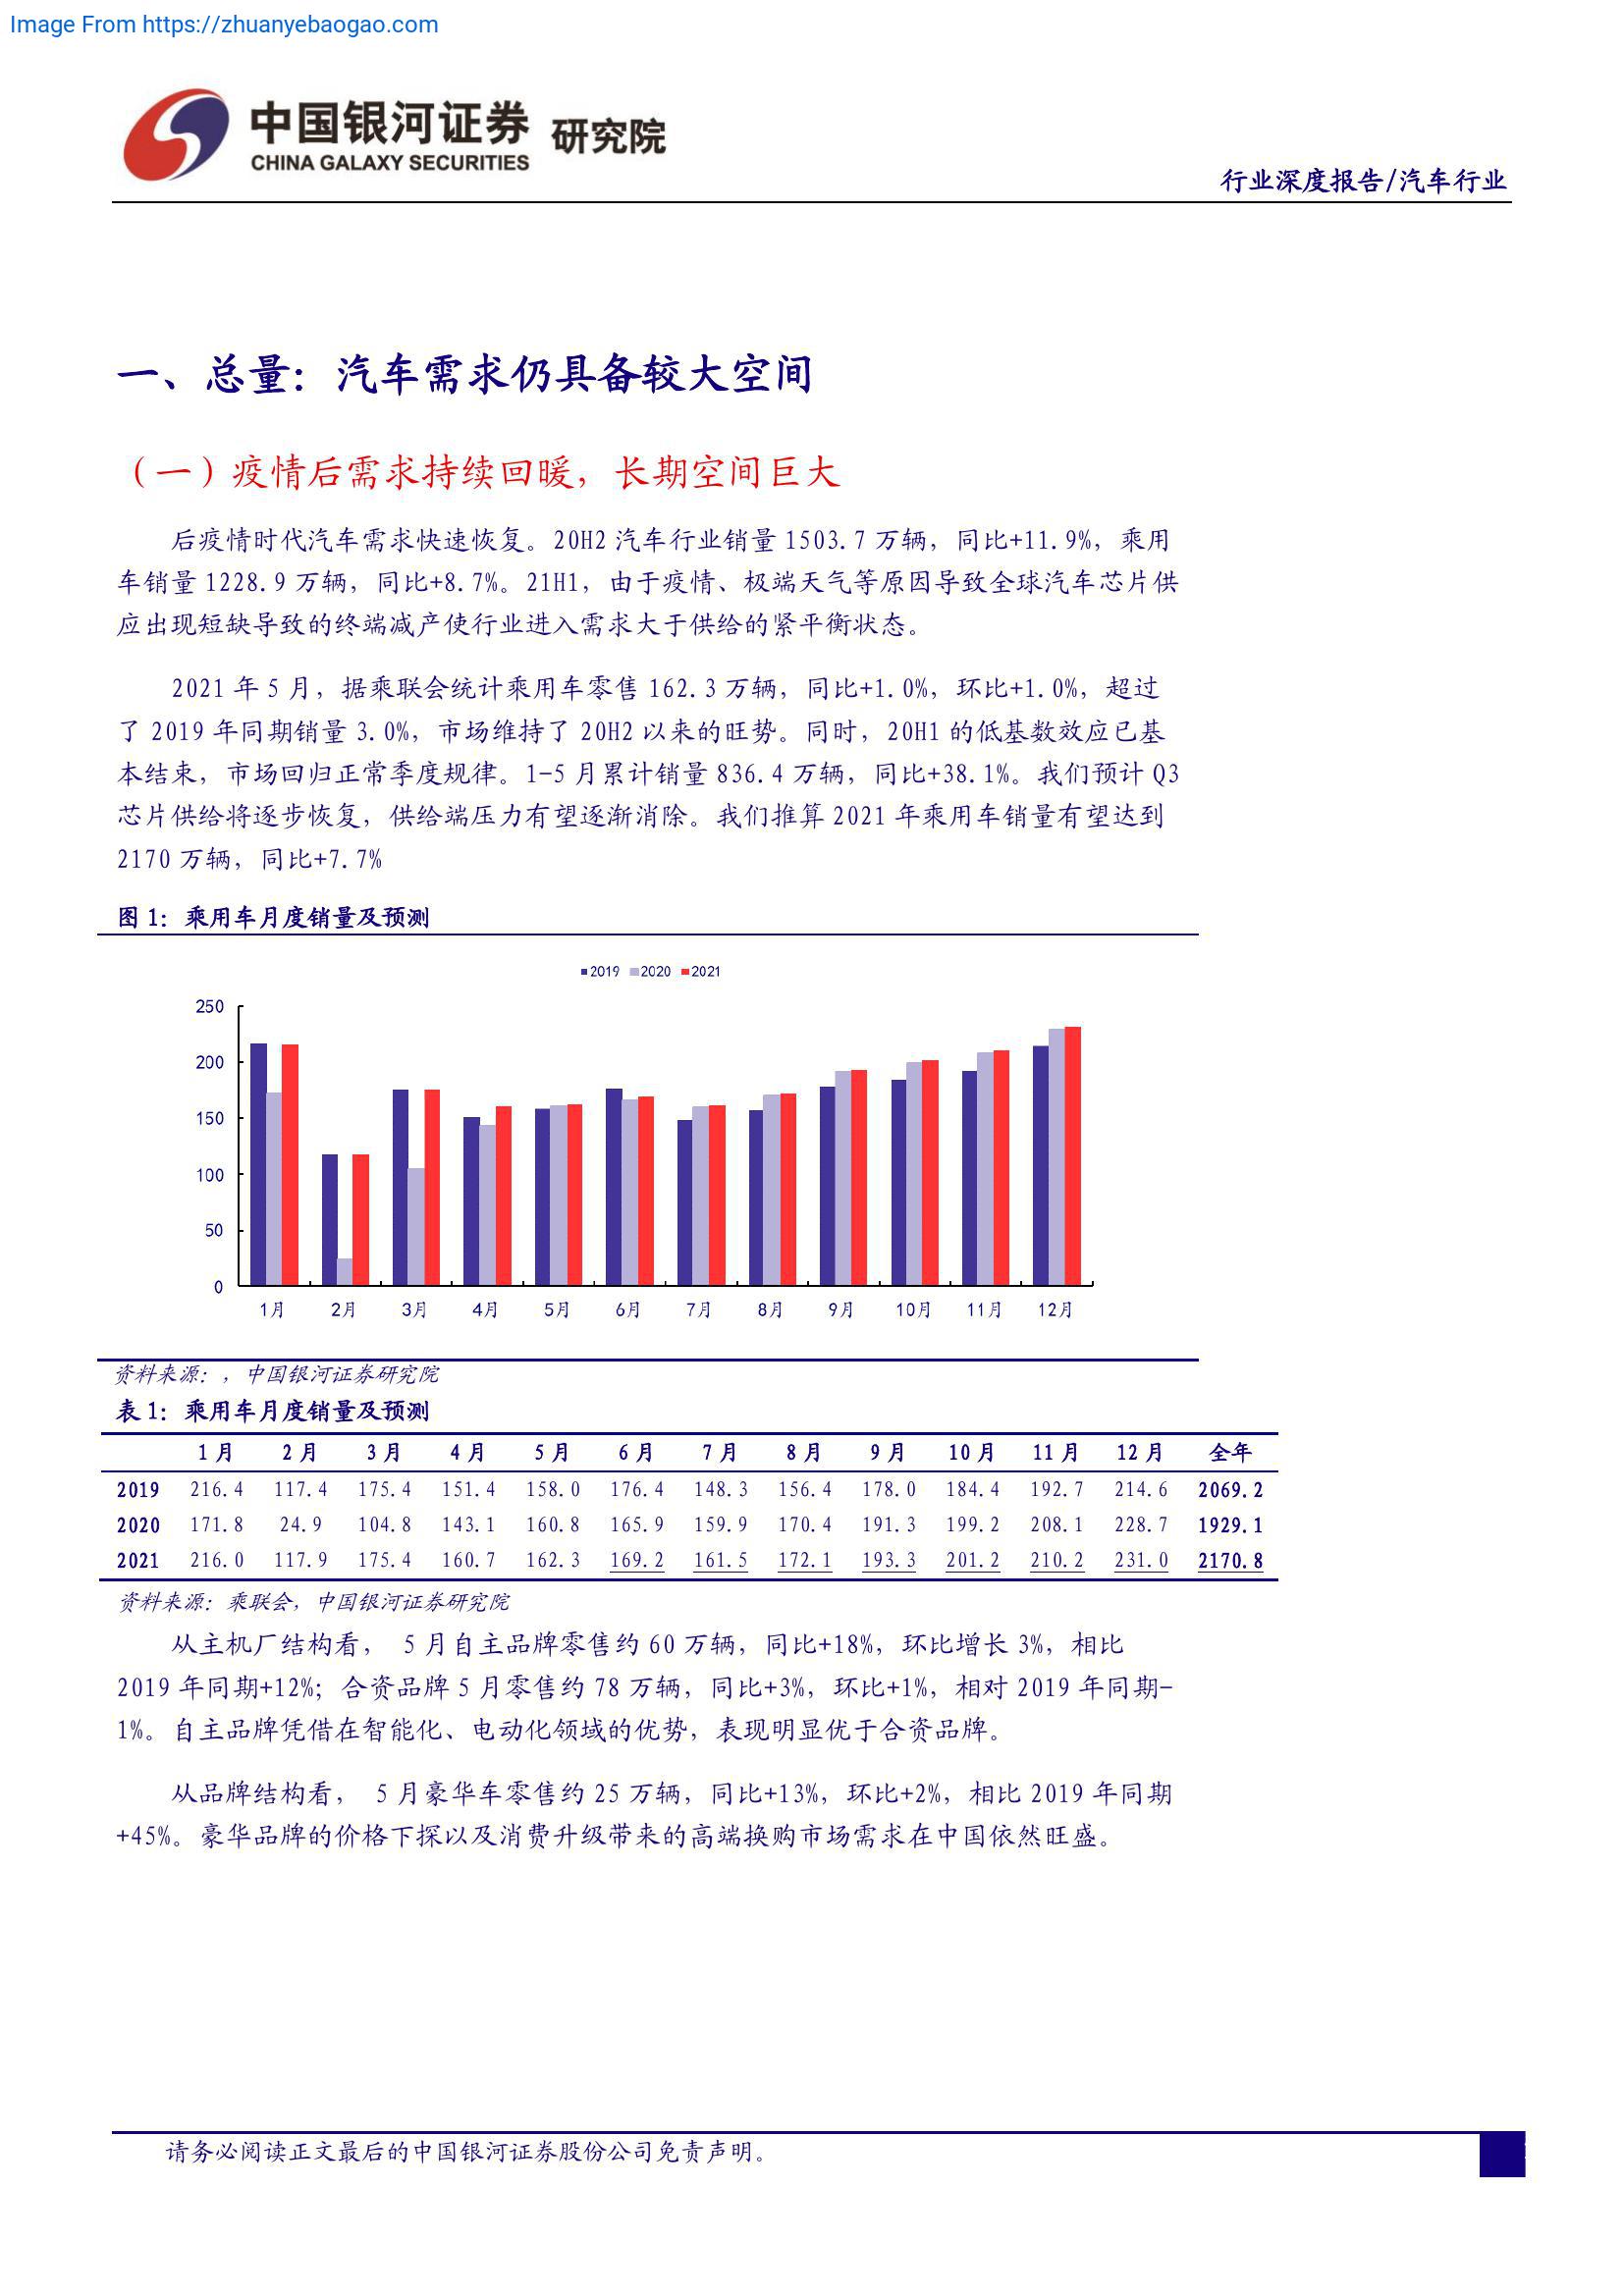 Image From https://zhuanyebaogao.com
中国银河证券 研究院
CHINA GALAXY SECURITIES
行业深度报告/汽车行业
一、总量：汽车需求仍具备较大空间
（一）疫情后需求持续回暖，长期空间巨大
后疫情时代汽车需求快速恢复。20H2 汽车行业销量 1503.7 万辆，同比+11.9%，乘用
车销量 1228.9 万辆，同比+8.7%。21H1，由于疫情、极端天气等原因导致全球汽车芯片供
应出现短缺导致的终端减产使行业进入需求大于供给的紧平衡状态。
2021 年 5 月，据乘联会统计乘用车零售 162.3 万辆，同比+1.0%，环比+1.0%，超过
了 2019 年同期销量 3.0%，市场维持了 20H2 以来的旺势。同时，20H1 的低基数效应已基
本结束，市场回归正常季度规律。1-5 月累计销量 836.4 万辆，同比+38.1%。我们预计 Q3
芯片供给将逐步恢复，供给端压力有望逐渐消除。我们推算 2021 年乘用车销量有望达到
2170 万辆，同比+7.7%
图 1：乘用车月度销量及预测
2019 2020 2021
250
200
150
100
50
0
1月 2月 3月 4月 5月 6月 7月 8月 9月 10月 11月 12月
资料来源：，中国银河证券研究院
表 1：乘用车月度销量及预测
1 月 2 月 3 月 4 月 5 月 6 月 7 月 8 月 9 月 10 月 11 月 12 月 全年
2019 216.4 117.4 175.4 151.4 158.0 176.4 148.3 156.4 178.0 184.4 192.7 214.6 2069.2
2020 171.8 24.9 104.8 143.1 160.8 165.9 159.9 170.4 191.3 199.2 208.1 228.7 1929.1
2021 216.0 117.9 175.4 160.7 162.3 169.2 161.5 172.1 193.3 201.2 210.2 231.0 2170.8
资料来源：乘联会，中国银河证券研究院
从主机厂结构看， 5 月自主品牌零售约 60 万辆，同比+18%，环比增长 3%，相比
2019 年同期+12%；合资品牌 5 月零售约 78 万辆，同比+3%，环比+1%，相对 2019 年同期-
1%。自主品牌凭借在智能化、电动化领域的优势，表现明显优于合资品牌。
从品牌结构看， 5 月豪华车零售约 25 万辆，同比+13%，环比+2%，相比 2019 年同期
+45%。豪华品牌的价格下探以及消费升级带来的高端换购市场需求在中国依然旺盛。
请务必阅读正文最后的中国银河证券股份公司免责声明。